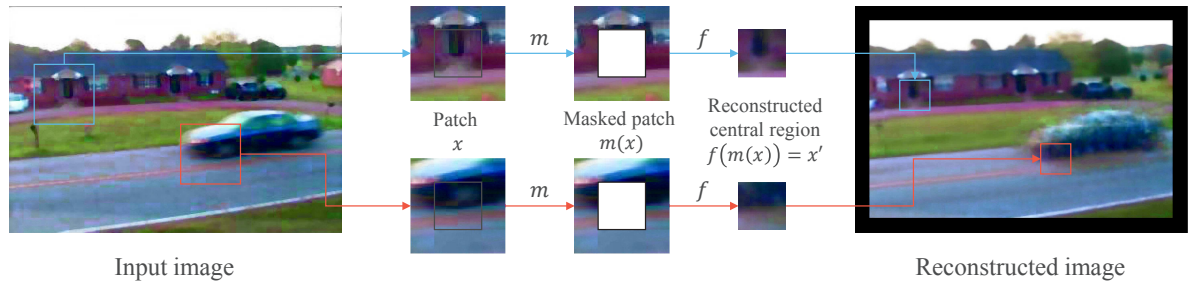 m
f
Patch
x
Masked patch
m(x)
Reconstructed
central region
f(m(x)) = x′
m
f
Input image
Reconstructed image